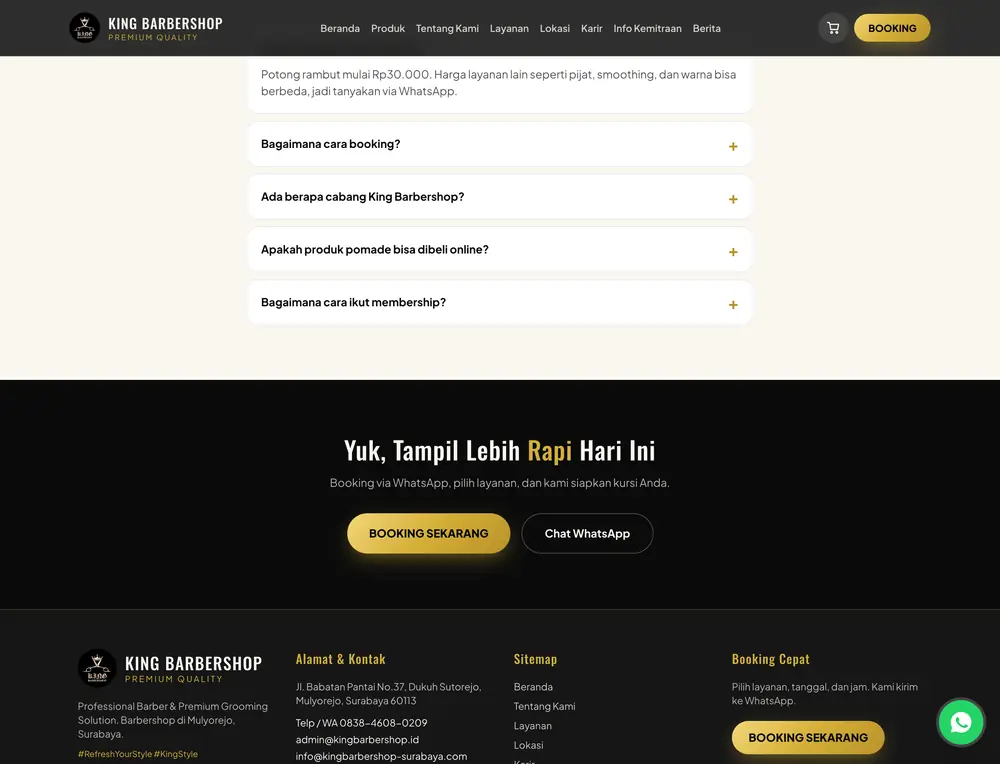 KING BARBERSHOP
PREMIUM QUALITY
Beranda Produk Tentang Kami Layanan Lokasi Karir Info Kemitraan Berita
BOOKING
Potong rambut mulai Rp30.000. Harga layanan lain seperti pijat, smoothing, dan warna bisa
berbeda, jadi tanyakan via WhatsApp.
Bagaimana cara booking?
+
Ada berapa cabang King Barbershop?
+
Apakah produk pomade bisa dibeli online?
+
Bagaimana cara ikut membership?
+
Yuk, Tampil Lebih Rapi Hari Ini
Booking via WhatsApp, pilih layanan, dan kami siapkan kursi Anda.
BOOKING SEKARANG
Chat WhatsApp
KING BARBERSHOP
PREMIUM QUALITY
Professional Barber & Premium Grooming
Solution. Barbershop di Mulyorejo,
Surabaya.
#RefreshYourStyle #KingStyle
Alamat & Kontak
Jl. Babatan Pantai No.37, Dukuh Sutorejo,
Mulyorejo, Surabaya 60113
Telp / WA 0838-4608-0209
admin@kingbarbershop.id
info@kingbarbershop-surabaya.com
Sitemap
Beranda
Tentang Kami
Layanan
Lokasi
Karir
Booking Cepat
Pilih layanan, tanggal, dan jam. Kami kirim
ke WhatsApp.
BOOKING SEKARANG